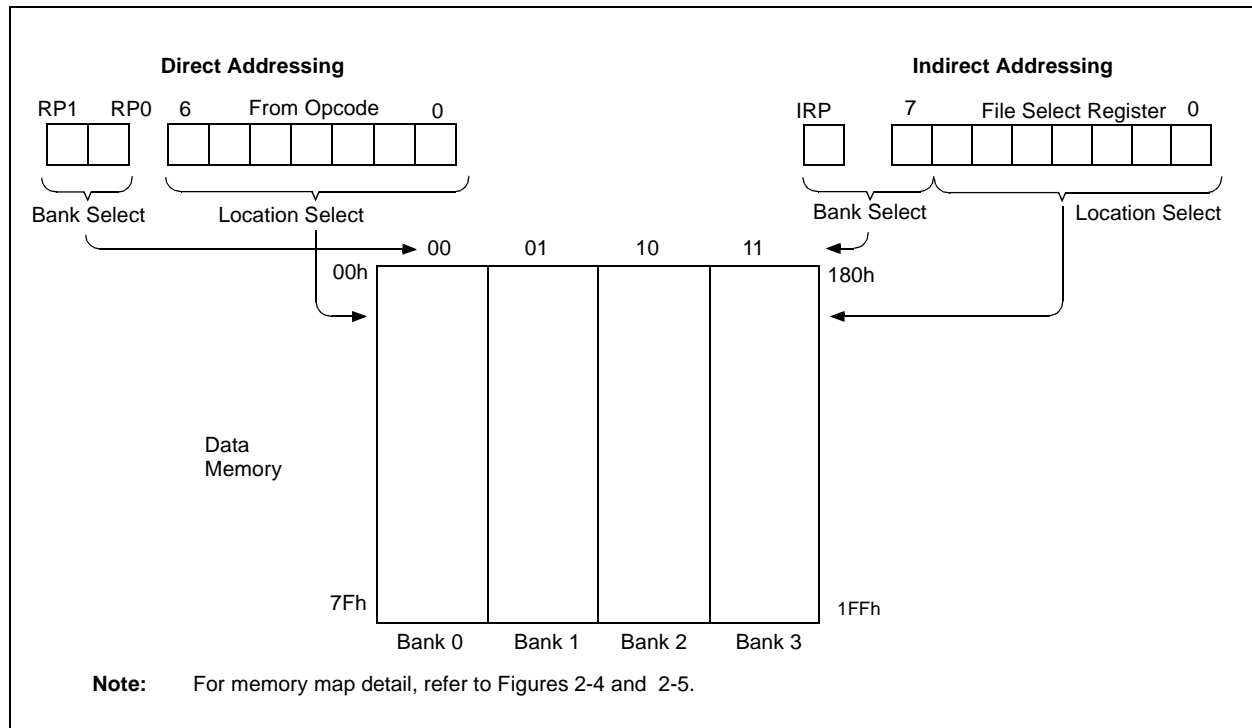 Direct Addressing
Indirect Addressing
RP1 RP0 6 From Opcode 0
IRP 7 File Select Register 0
Bank Select Location Select
Bank Select Location Select
00 01 10 11
00h 180h
Data
Memory
7Fh 1FFh
Bank 0 Bank 1 Bank 2 Bank 3
Note: For memory map detail, refer to Figures 2-4 and 2-5.